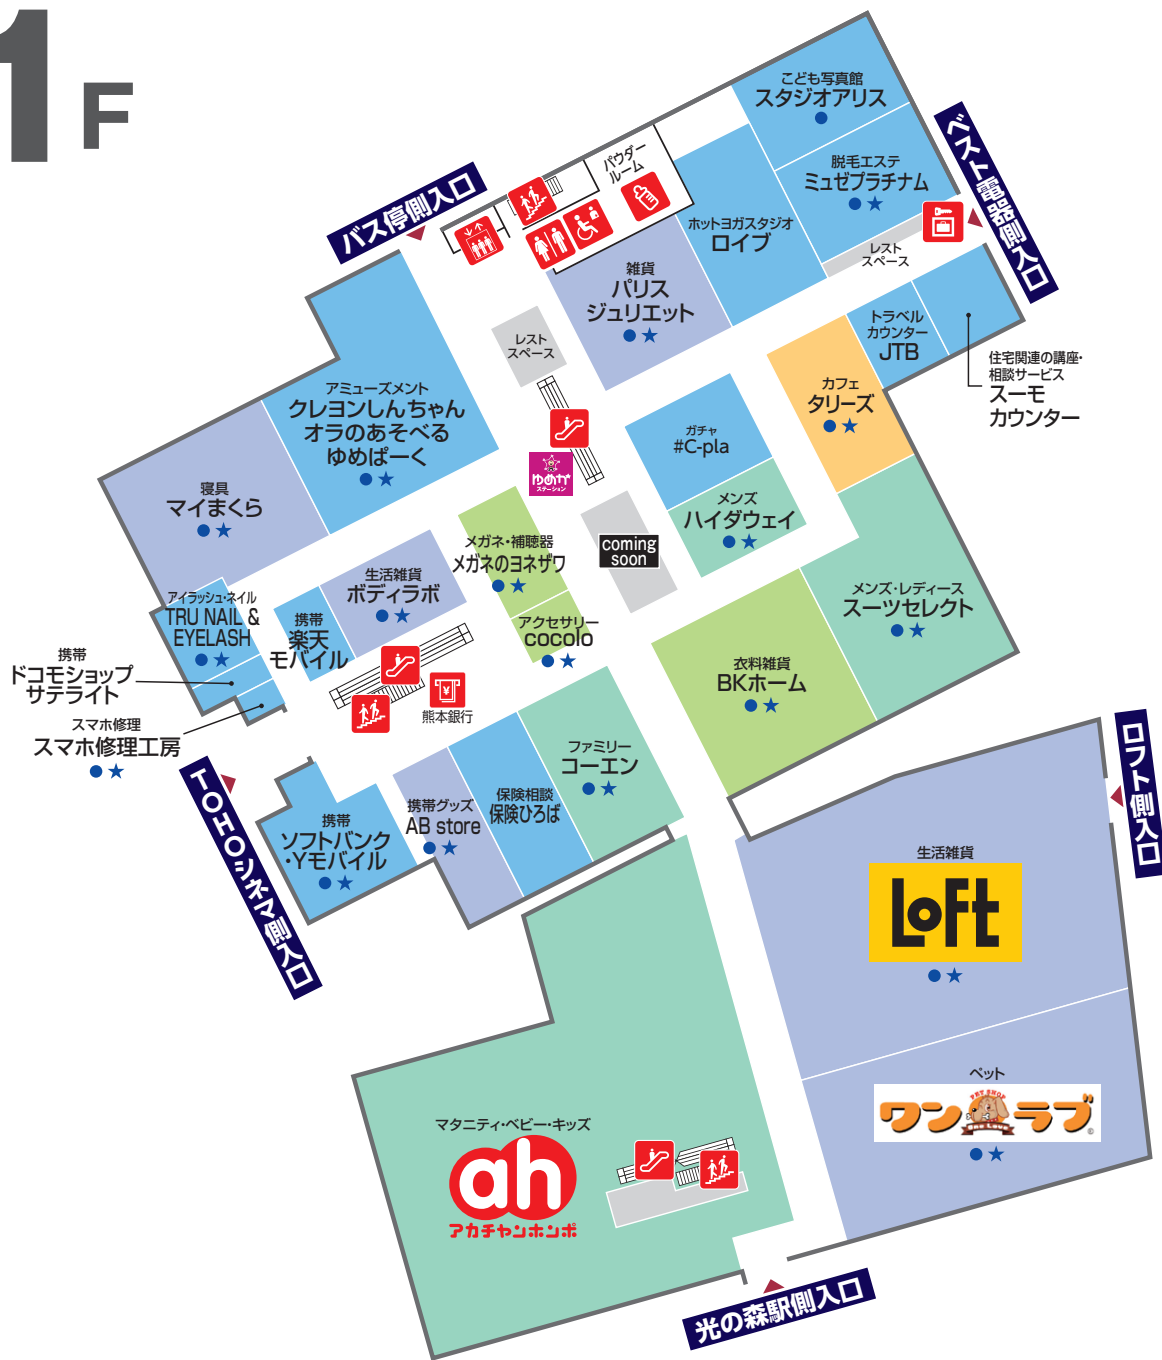 1F
こども写真館
スタジオアリス
脱毛エステ
ミュゼプラチナム
ベスト電器側入口
パウダー
ルーム
バス停側入口
ホットヨガスタジオ
ロイブ
レスト
スペース
雑貨
パリス
ジュリエット
トラベル
カウンター
JTB
住宅関連の講座・
相談サービス
スーモ
カウンター
レスト
スペース
カフェ
タリーズ
アミューズメント
クレヨンしんちゃん
オラのあそべる
ゆめぱーく
ガチャ
#C-pla
ゆめか
ステーション
寝具
マイまくら
メンズ
ハイダウェイ
メガネ・補聴器
メガネのヨネザワ
coming
soon
生活雑貨
ボディラボ
アイラッシュ・ネイル
TRU NAIL &
EYELASH
携帯
楽天
モバイル
アクセサリー
cocolo
メンズ・レディース
スーツセレクト
携帯
ドコモショップ
サテライト
衣料雑貨
BKホーム
熊本銀行
スマホ修理
スマホ修理工房
ファミリー
コーエン
TOHOシネマ側入口
保険相談
保険ひろば
携帯グッズ
AB store
携帯
ソフトバンク
・Yモバイル
ロフト側入口
生活雑貨
LoFt
ペット
PET SHOP
ワンラブ
マタニティ・ベビー・キッズ
ah
アカチャンホンポ
光の森駅側入口